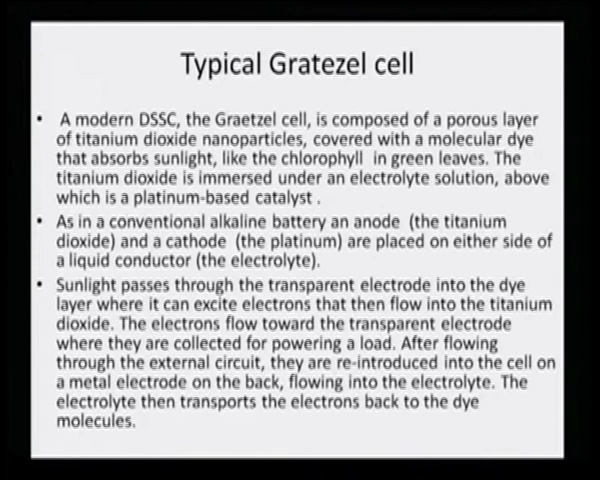 Typical Gratezel cell
• A modern DSSC, the Graetzel cell, is composed of a porous layer
of titanium dioxide nanoparticles, covered with a molecular dye
that absorbs sunlight, like the chlorophyll in green leaves. The
titanium dioxide is immersed under an electrolyte solution, above
which is a platinum-based catalyst .
• As in a conventional alkaline battery an anode (the titanium
dioxide) and a cathode (the platinum) are placed on either side of
a liquid conductor (the electrolyte).
• Sunlight passes through the transparent electrode into the dye
layer where it can excite electrons that then flow into the titanium
dioxide. The electrons flow toward the transparent electrode
where they are collected for powering a load. After flowing
through the external circuit, they are re-introduced into the cell on
a metal electrode on the back, flowing into the electrolyte. The
electrolyte then transports the electrons back to the dye
molecules.